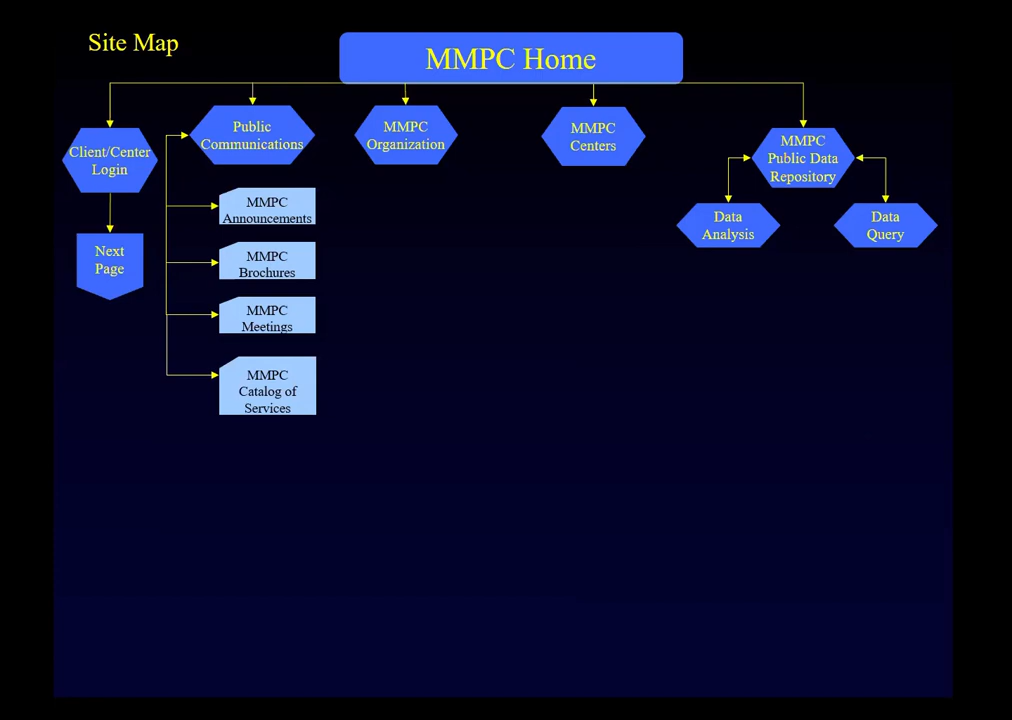 Site Map
MMPC Home
Client/Center
Login
Next
Page
Public
Communications
MMPC
Announcements
MMPC
Brochures
MMPC
Meetings
MMPC
Catalog of
Services
MMPC
Organization
MMPC
Centers
MMPC
Public Data
Repository
Data
Analysis
Data
Query